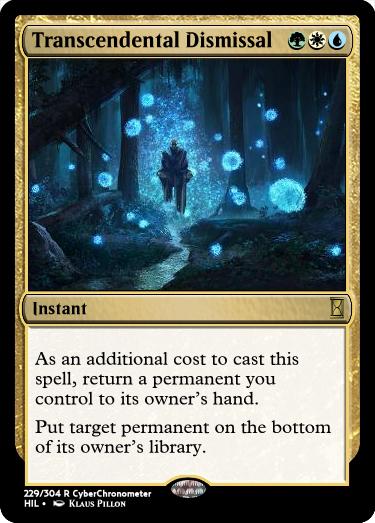 Transcendental Dismissal
Instant
As an additional cost to cast this
spell, return a permanent you
control to its owner's hand.
Put target permanent on the bottom
of its owner's library.
229/304 R CyberChronometer
HIL • Klaus Pillon